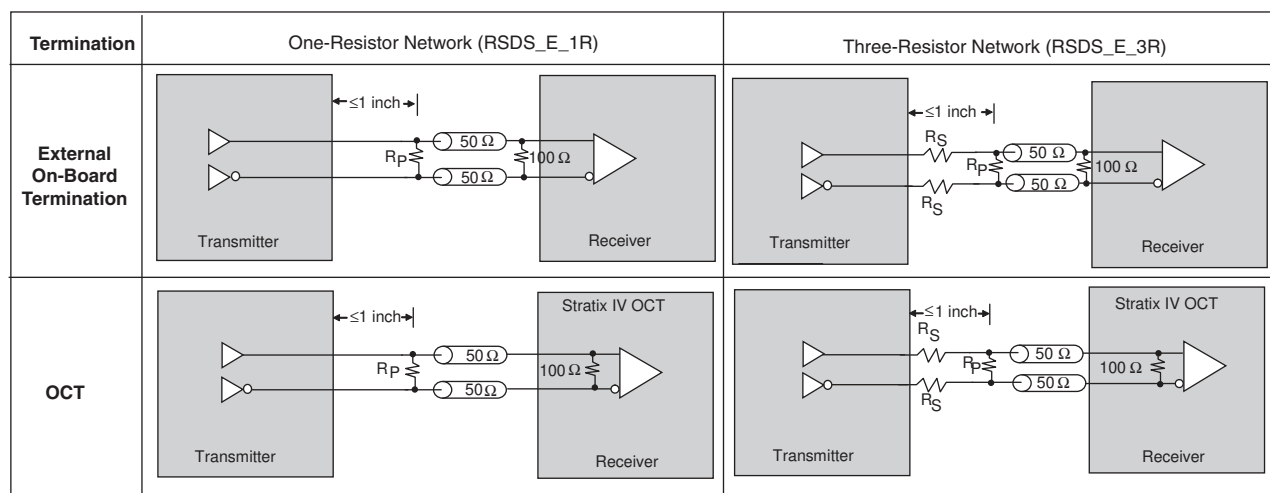 Termination
One-Resistor Network (RSDS_E_1R)
Three-Resistor Network (RSDS_E_3R)
External
On-Board
Termination
≤1 inch
50 Ω
RP
100 Ω
50 Ω
Transmitter
Receiver
≤1 inch
RS
50 Ω
RP
100 Ω
50 Ω
RS
Transmitter
Receiver
OCT
Stratix IV OCT
≤1 inch
50 Ω
RP
100 Ω
50 Ω
Transmitter
Receiver
Stratix IV OCT
≤1 inch
RS
50 Ω
RP
100 Ω
50 Ω
RS
Transmitter
Receiver